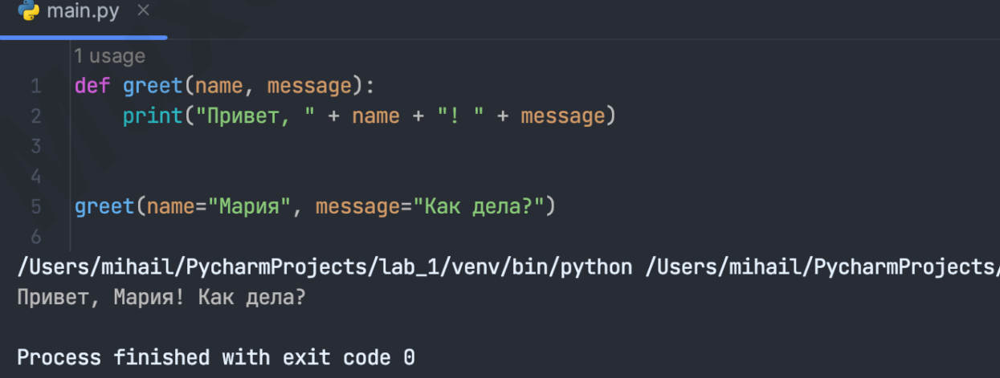 main.py ×
1 usage
1 def greet(name, message):
2     print("Привет, " + name + "! " + message)
3
4
5 greet(name="Мария", message="Как дела?")
6
/Users/mihail/PycharmProjects/lab_1/venv/bin/python /Users/mihail/PycharmProjects/
Привет, Мария! Как дела?
Process finished with exit code 0